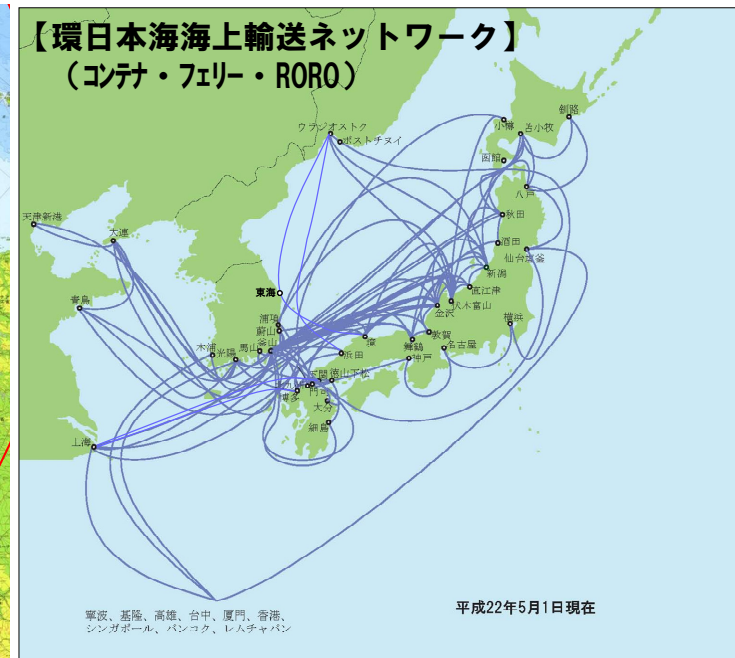 【環日本海海上輸送ネットワーク】
（コンテナ・フェリー・RORO）
釧路
小樽
苫小牧
ウラジオストク
ボストチヌイ
函館
八戸
天津新港
秋田
大連
酒田
仙台塩釜
新潟
東海
直江津
青島
伏木富山
金沢
浦項
横浜
蔚山
敦賀
境
木浦
馬山
釜山
舞鶴
名古屋
光陽
浜田
神戸
下関
徳山下松
博多
門司
大分
細島
上海
寧波、基隆、高雄、台中、厦門、香港、
シンガポール、バンコク、レムチャバン
平成22年5月1日現在